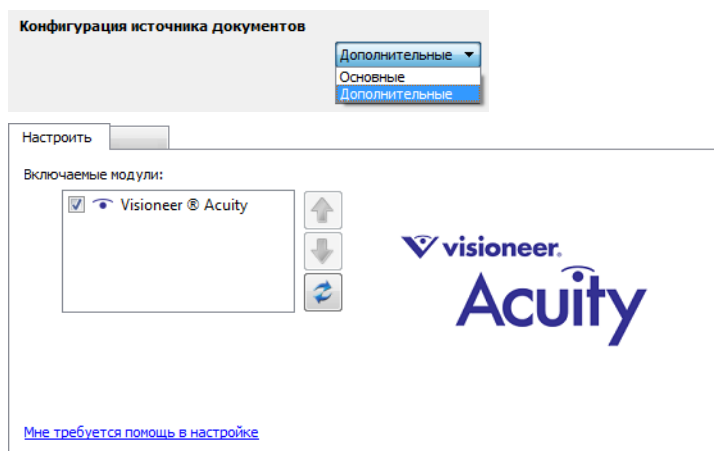 Конфигурация источника документов
Дополнительные
Основные
Дополнительные
Настроить
Включаемые модули:
Visioneer ® Acuity
visioneer.
Acuity
Мне требуется помощь в настройке